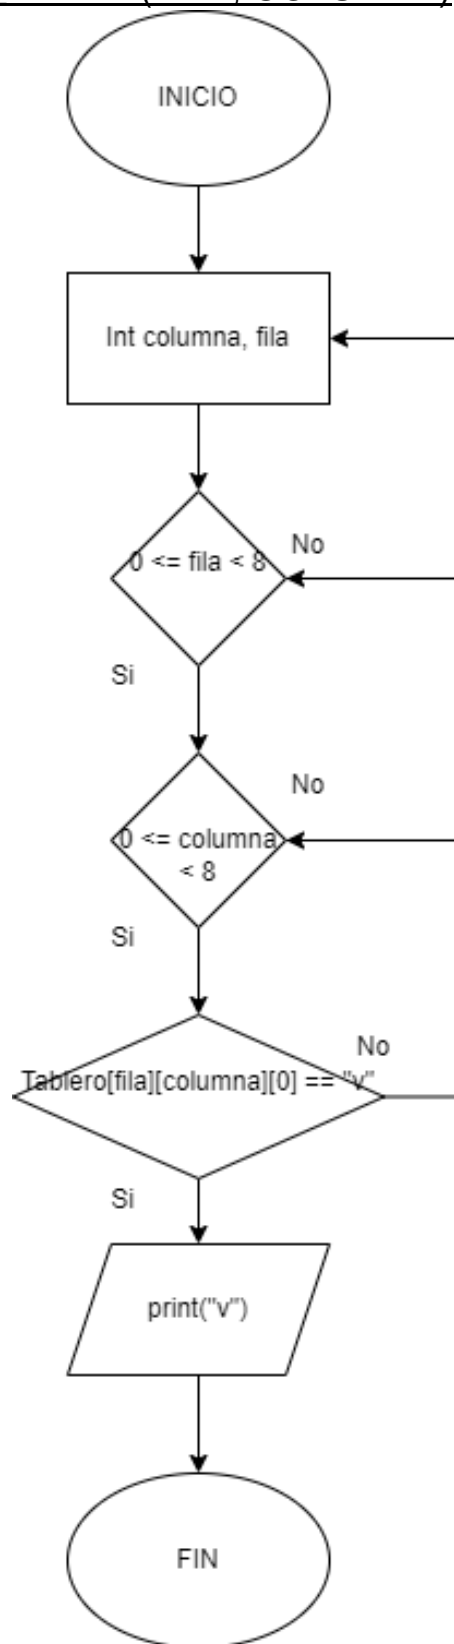 INICIO
Int columna, fila
0 <= fila < 8
No
Si
No
0 <= columna
< 8
Si
No
Tablero[fila][columna][0] == "v"
Si
print("v")
FIN